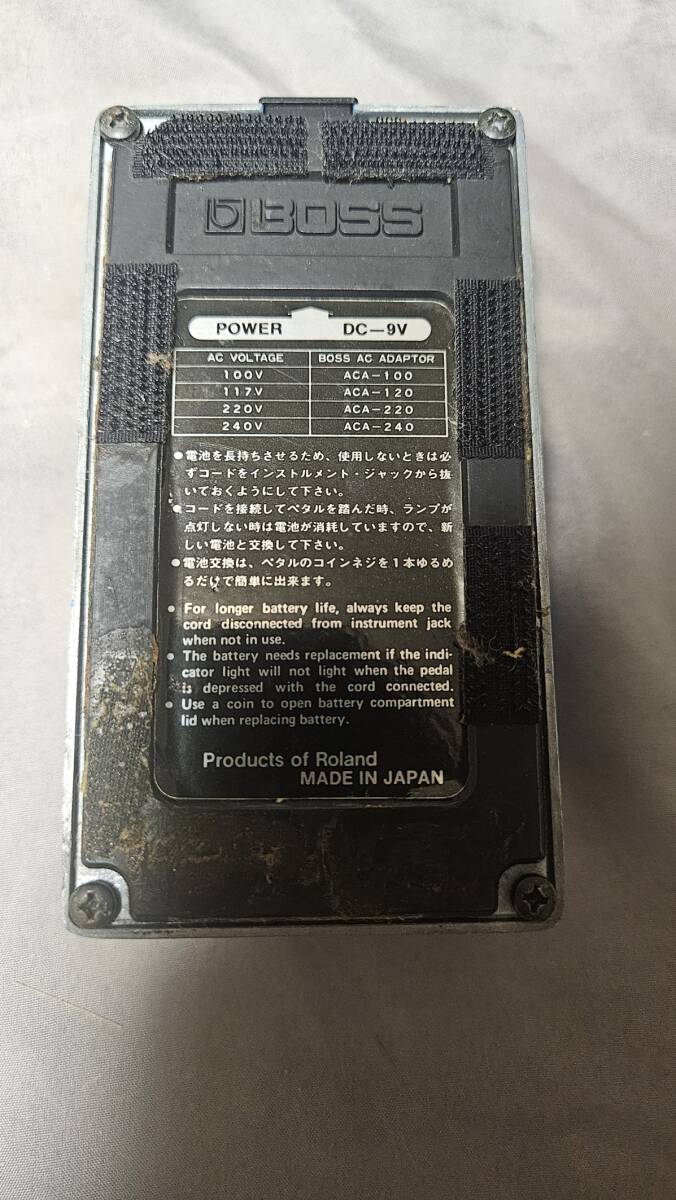 BOSS
POWER DC-9V
AC VOLTAGE BOSS AC ADAPTOR
100V ACA-100
117V ACA-120
220V ACA-220
240V ACA-240
●電池を長持ちさせるため、使用しないときは必
ずコードをインストルメント・ジャックから抜
いておくようにして下さい。
●コードを接続してペタルを踏んだ時、ランプが
点灯しない時は電池が消耗していますので、新
しい電池と交換して下さい。
●電池交換は、ペタルのコインネジを1本ゆるめ
るだけで簡単に出来ます。
● For longer battery life, always keep the
cord disconnected from instrument jack
when not in use.
● The battery needs replacement if the indi-
cator light will not light when the pedal
is depressed with the cord connected.
● Use a coin to open battery compartment
lid when replacing battery.
Products of Roland
MADE IN JAPAN